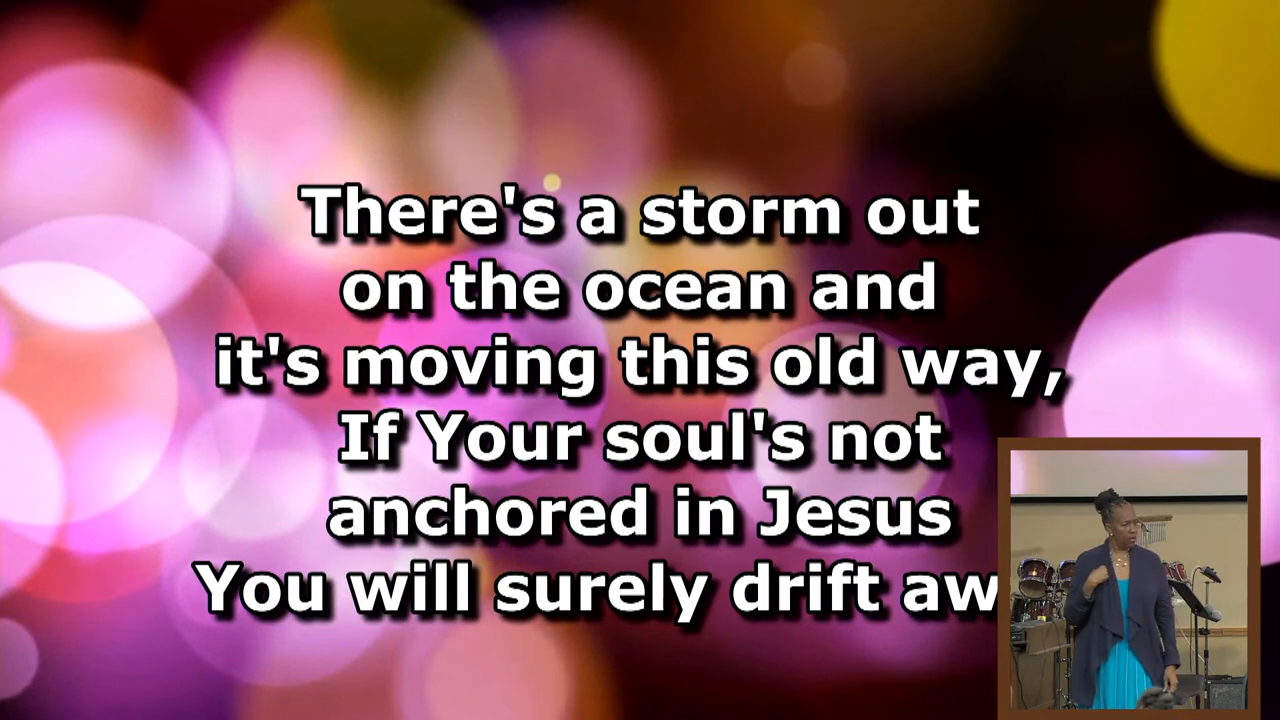 There's a storm out
on the ocean and
it's moving this old way,
If Your soul's not
anchored in Jesus
You will surely drift aw